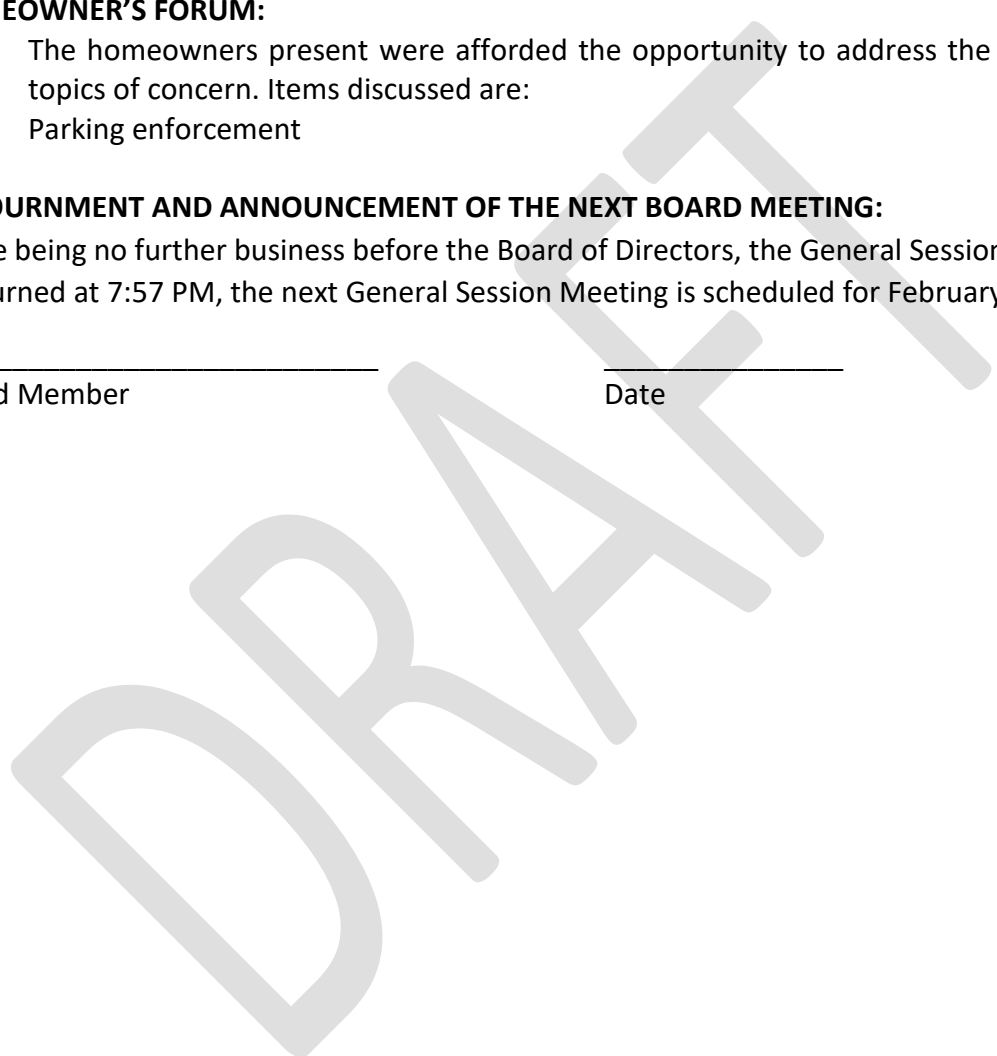 EOWNER’S FORUM:
The homeowners present were afforded the opportunity to address the
topics of concern. Items discussed are:
Parking enforcement
OURNMENT AND ANNOUNCEMENT OF THE NEXT BOARD MEETING:
e being no further business before the Board of Directors, the General Session
urned at 7:57 PM, the next General Session Meeting is scheduled for February
d Member Date
DRAFT